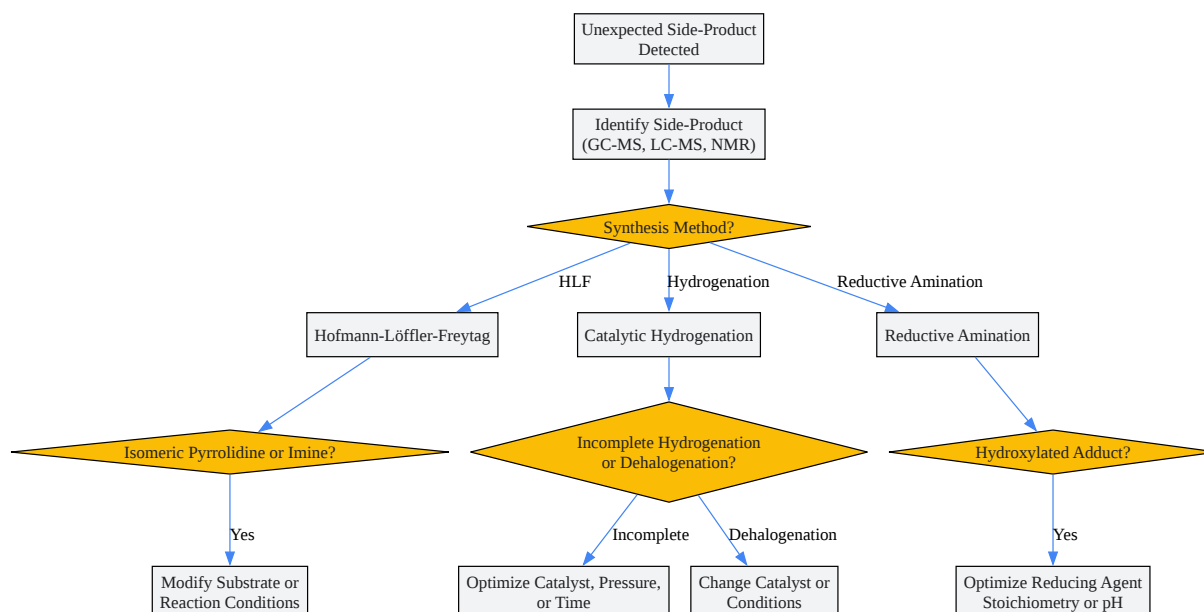 Unexpected Side-Product
Detected
Identify Side-Product
(GC-MS, LC-MS, NMR)
Synthesis Method?
HLF
Hydrogenation
Reductive Amination
Hofmann-Löffler-Freytag
Catalytic Hydrogenation
Reductive Amination
Isomeric Pyrrolidine or Imine?
Incomplete Hydrogenation
or Dehalogenation?
Hydroxylated Adduct?
Yes
Incomplete
Dehalogenation
Yes
Modify Substrate or
Reaction Conditions
Optimize Catalyst, Pressure,
or Time
Change Catalyst or
Conditions
Optimize Reducing Agent
Stoichiometry or pH